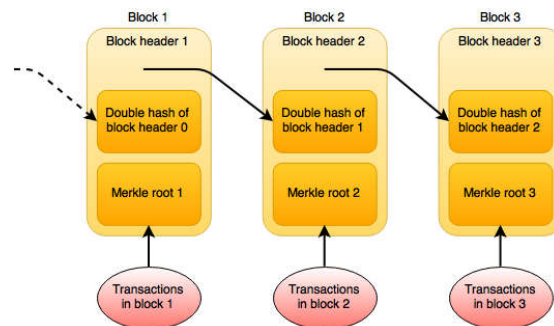 Block 1
Block 2
Block 3
Block header 1
Block header 2
Block header 3
Double hash of
block header 0
Double hash of
block header 1
Double hash of
block header 2
Merkle root 1
Merkle root 2
Merkle root 3
Transactions
in block 1
Transactions
in block 2
Transactions
in block 3